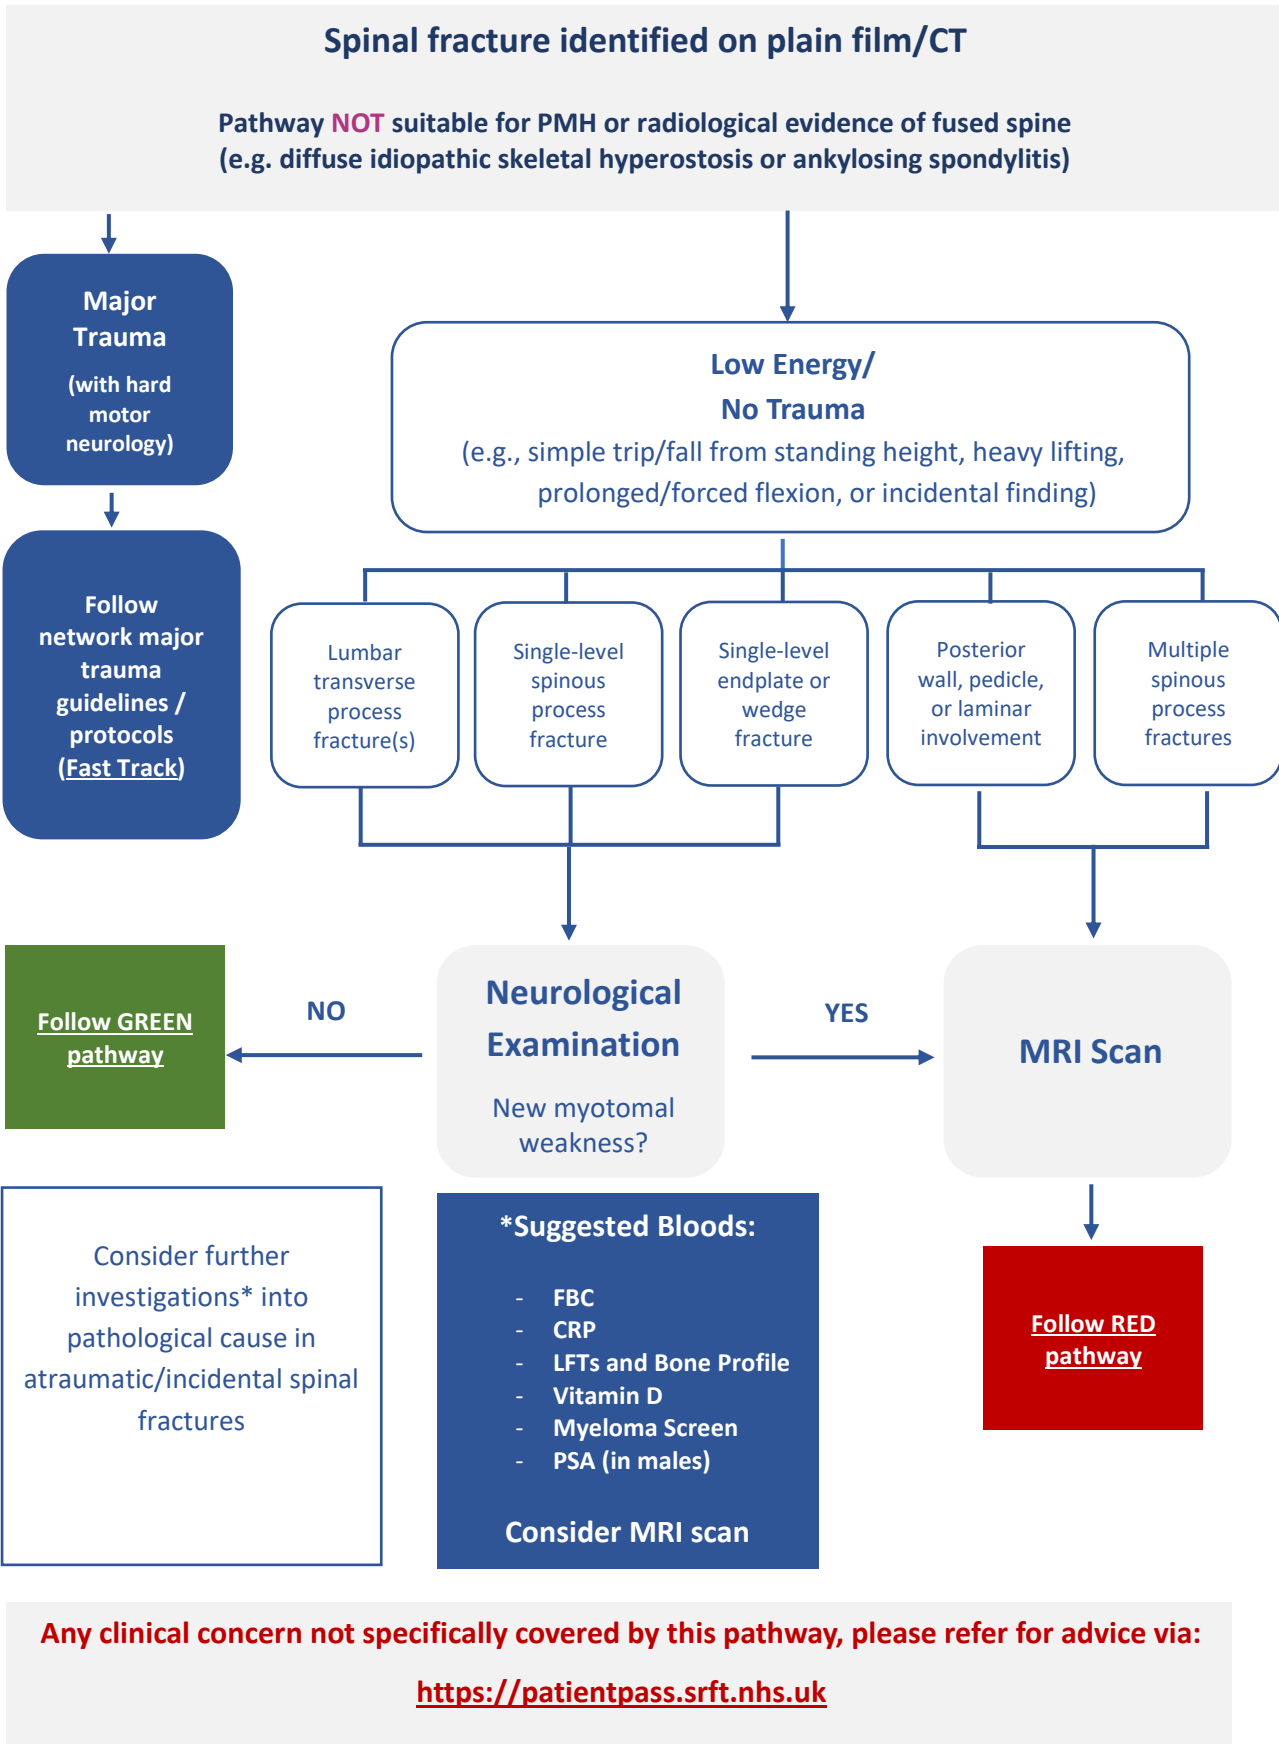 Spinal fracture identified on plain film/CT
Pathway NOT suitable for PMH or radiological evidence of fused spine
(e.g. diffuse idiopathic skeletal hyperostosis or ankylosing spondylitis)
Major
Trauma
(with hard
motor
neurology)
Low Energy/
No Trauma
(e.g., simple trip/fall from standing height, heavy lifting,
prolonged/forced flexion, or incidental finding)
Follow
network major
trauma
guidelines /
protocols
(Fast Track)
Lumbar
transverse
process
fracture(s)
Single-level
spinous
process
fracture
Single-level
endplate or
wedge
fracture
Posterior
wall, pedicle,
or laminar
involvement
Multiple
spinous
process
fractures
Follow GREEN
pathway
NO
Neurological
Examination
New myotomal
weakness?
YES
MRI Scan
Consider further
investigations* into
pathological cause in
atraumatic/incidental spinal
fractures
*Suggested Bloods:
- FBC
- CRP
- LFTs and Bone Profile
- Vitamin D
- Myeloma Screen
- PSA (in males)
Consider MRI scan
Follow RED
pathway
Any clinical concern not specifically covered by this pathway, please refer for advice via:
https://patientpass.srft.nhs.uk